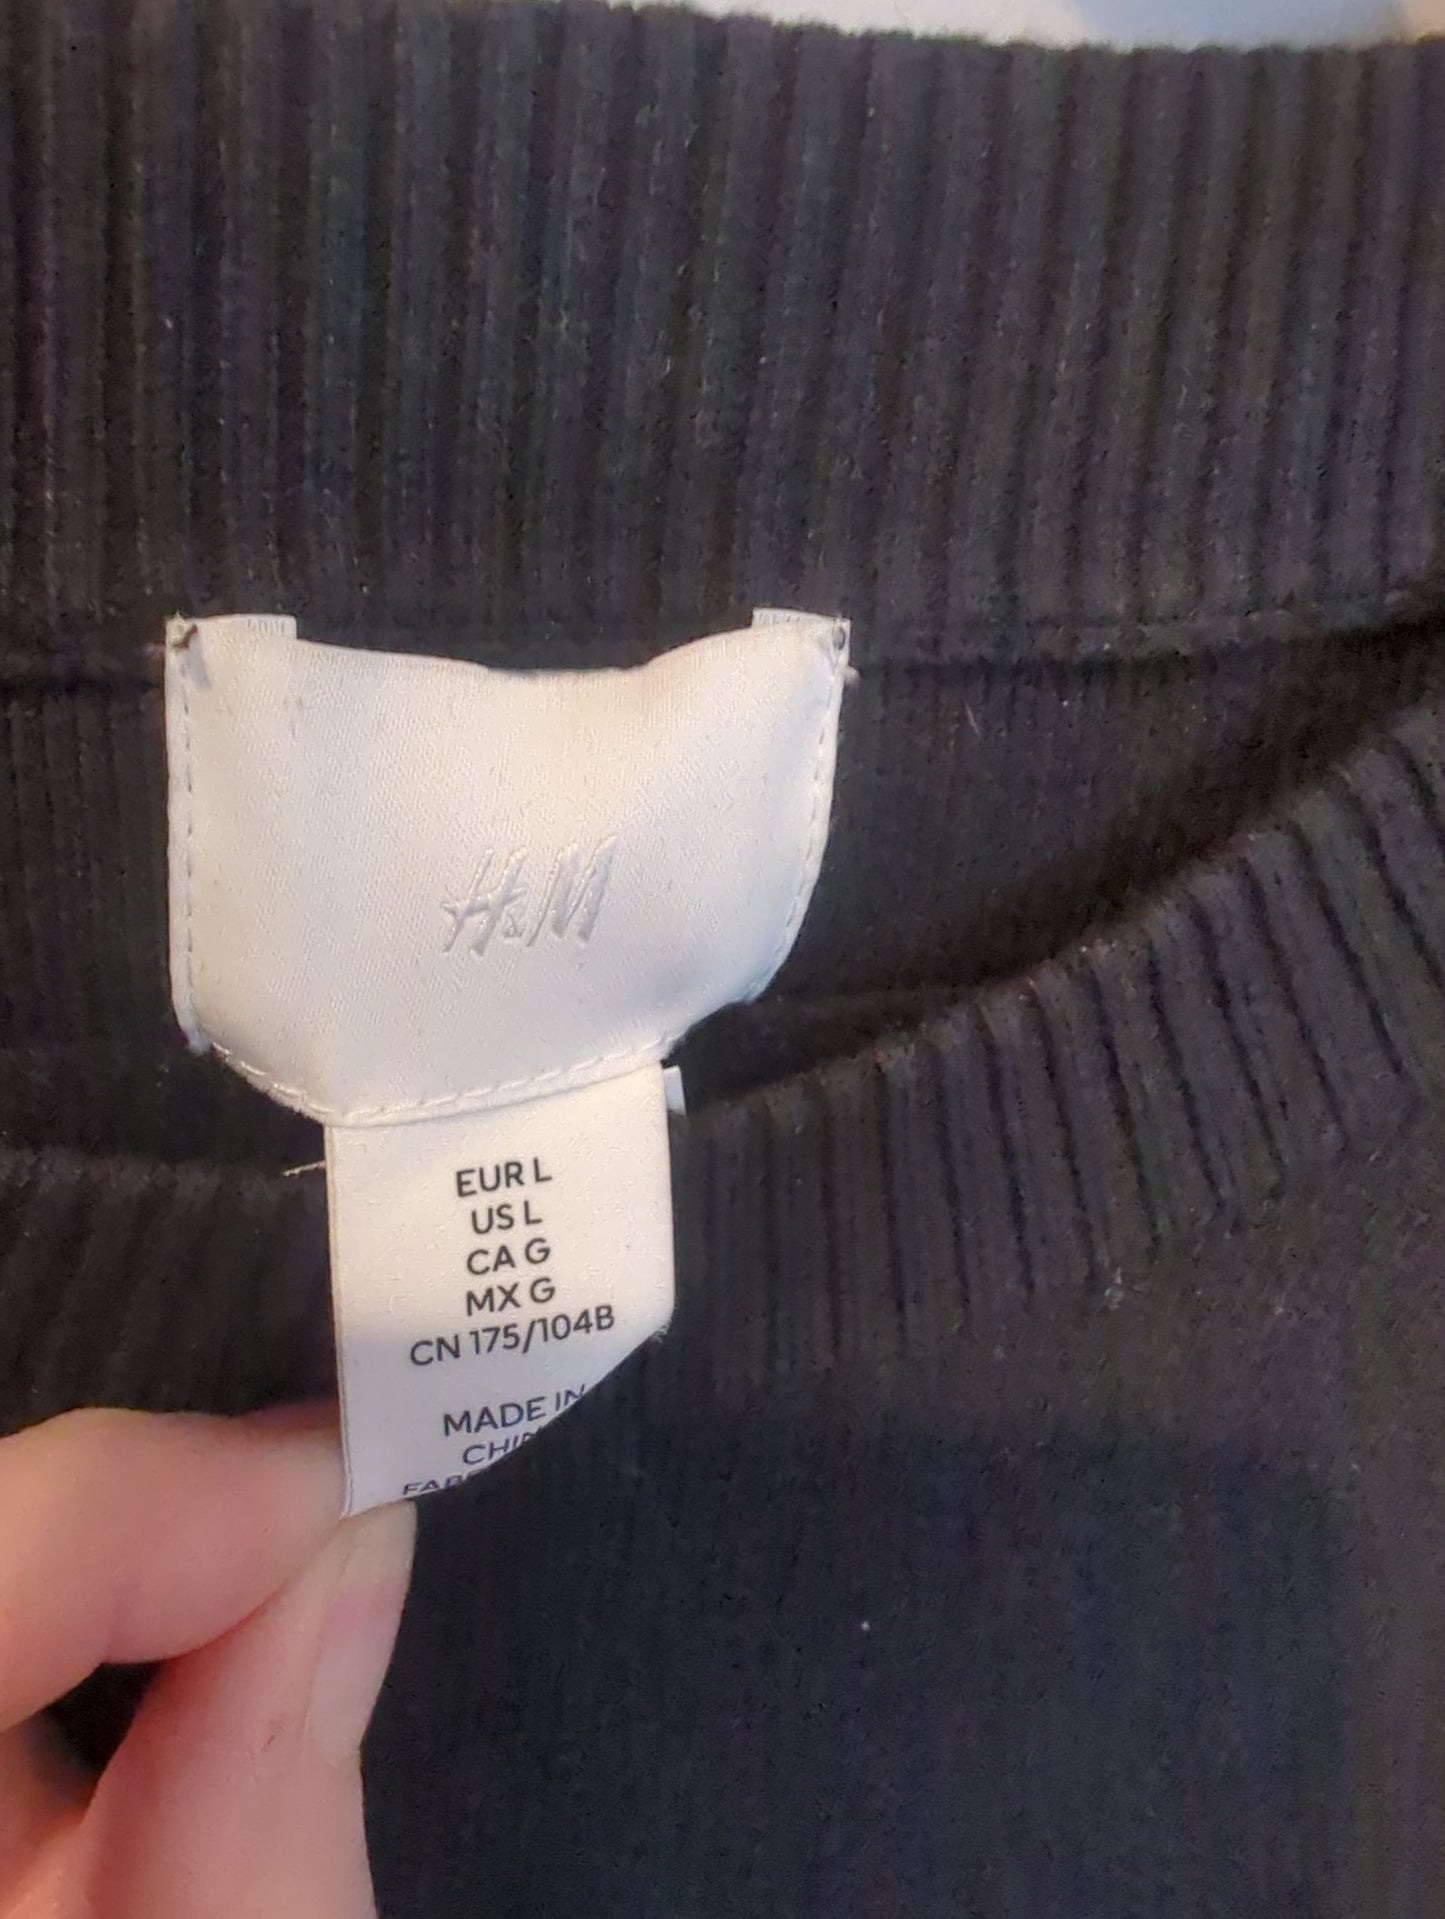 H&M
EUR L
US L
CA G
MX G
CN 175/104B
MADE IN